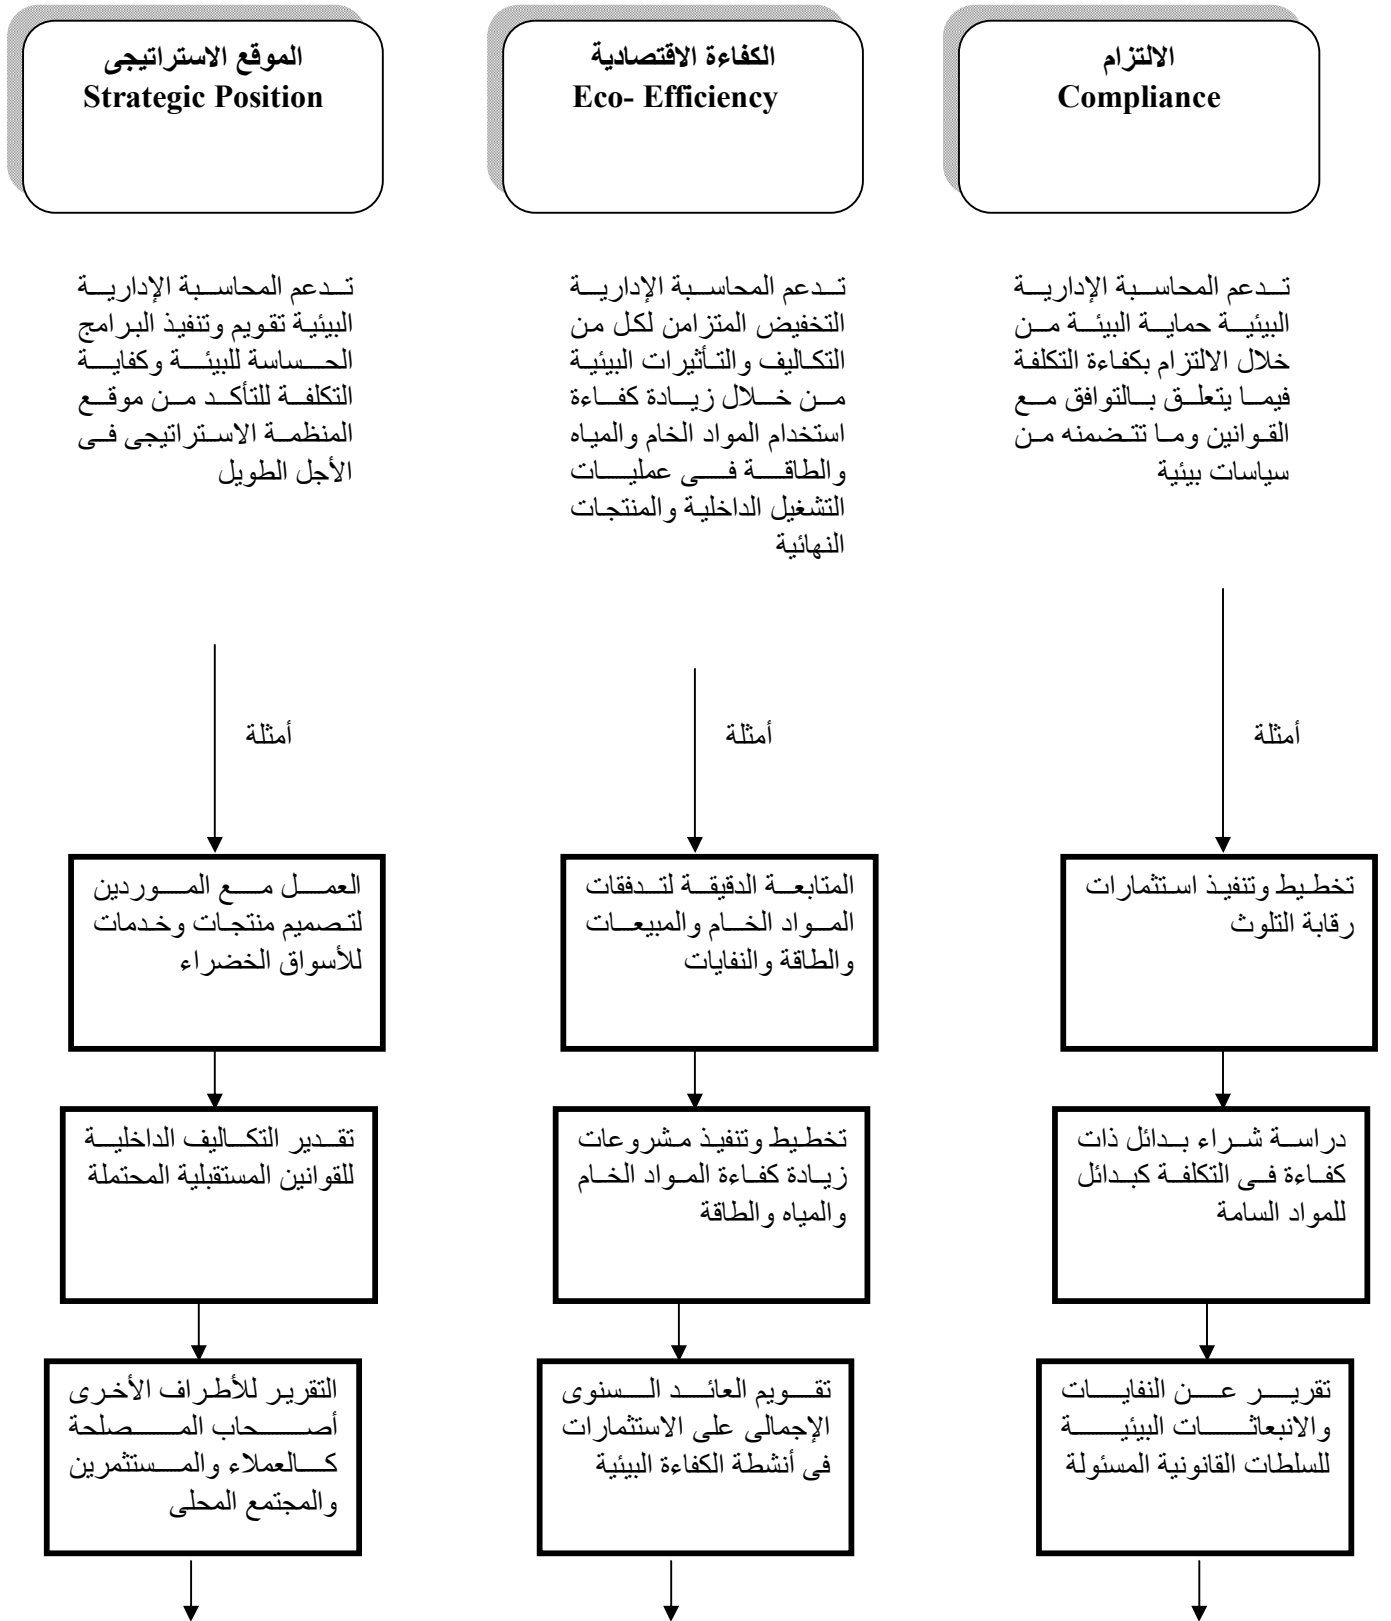 الالتزام
Compliance
تدعم المحاسبة الإدارية
البيئية حماية البيئة من
خلال الالتزام بكفاءة التكلفة
فيما يتعلق بالتوافق مع
القوانين وما تتضمنه من
سياسات بيئية
أمثلة
تخطيط وتنفيذ استثمارات
رقابة التلوث
دراسة شراء بدائل ذات
كفاءة فى التكلفة كبدائل
للمواد السامة
تقرير عن النفايات
والانبعاثات البيئية
للسلطات القانونية المسئولة
الكفاءة الاقتصادية
Eco- Efficiency
تدعم المحاسبة الإدارية
التخفيض المتزامن لكل من
التكاليف والتأثيرات البيئية
من خلال زيادة كفاءة
استخدام المواد الخام والمياه
والطاقة فى عمليات
التشغيل الداخلية والمنتجات
النهائية
أمثلة
المتابعة الدقيقة لتدفقات
المواد الخام والمبيعات
والطاقة والنفايات
تخطيط وتنفيذ مشروعات
زيادة كفاءة المواد الخام
والمياه والطاقة
تقويم العائد السنوى
الإجمالى على الاستثمارات
فى أنشطة الكفاءة البيئية
الموقع الاستراتيجى
Strategic Position
تدعم المحاسبة الإدارية
البيئية تقويم وتنفيذ البرامج
الحساسة للبيئة وكفاية
التكلفة للتأكد من موقع
المنظمة الاستراتيجى فى
الأجل الطويل
أمثلة
العمل مع الموردين
لتصميم منتجات وخدمات
للأسواق الخضراء
تقدير التكاليف الداخلية
للقوانين المستقبلية المحتملة
التقرير للأطراف الأخرى
أصحاب المصلحة
كالعملاء والمستثمرين
والمجتمع المحلى